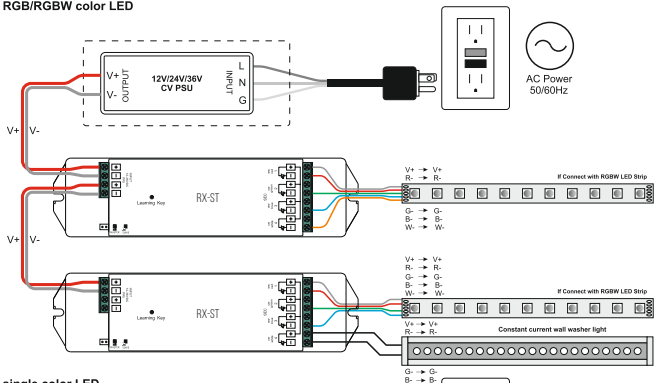 RGB/RGBW color LED
12V/24V/36V
CV PSU
V+
V-
OUTPUT
INPUT
L
N
G
AC Power
50/60Hz
V+ V-
RX-ST
Learning Key
V+ → V+
R- → R-
If Connect with RGBW LED Strip
G- → G-
B- → B-
W- → W-
V+ V-
RX-ST
Learning Key
V+ → V+
R- → R-
G- → G-
B- → B-
W- → W-
If Connect with RGBW LED Strip
V+ → V+
R- → R-
Constant current wall washer light
G- → G-
B- → B-
single color LED